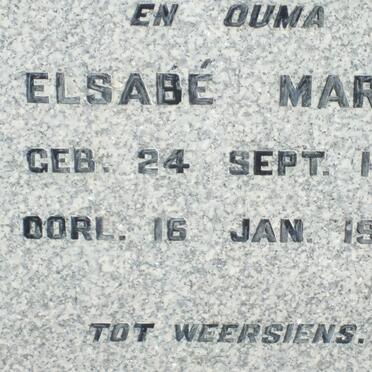 EN OUMA
ELSABÉ MAR
GEB. 24 SEPT. 1
OORL. 16 JAN. 19
TOT WEERSIENS.